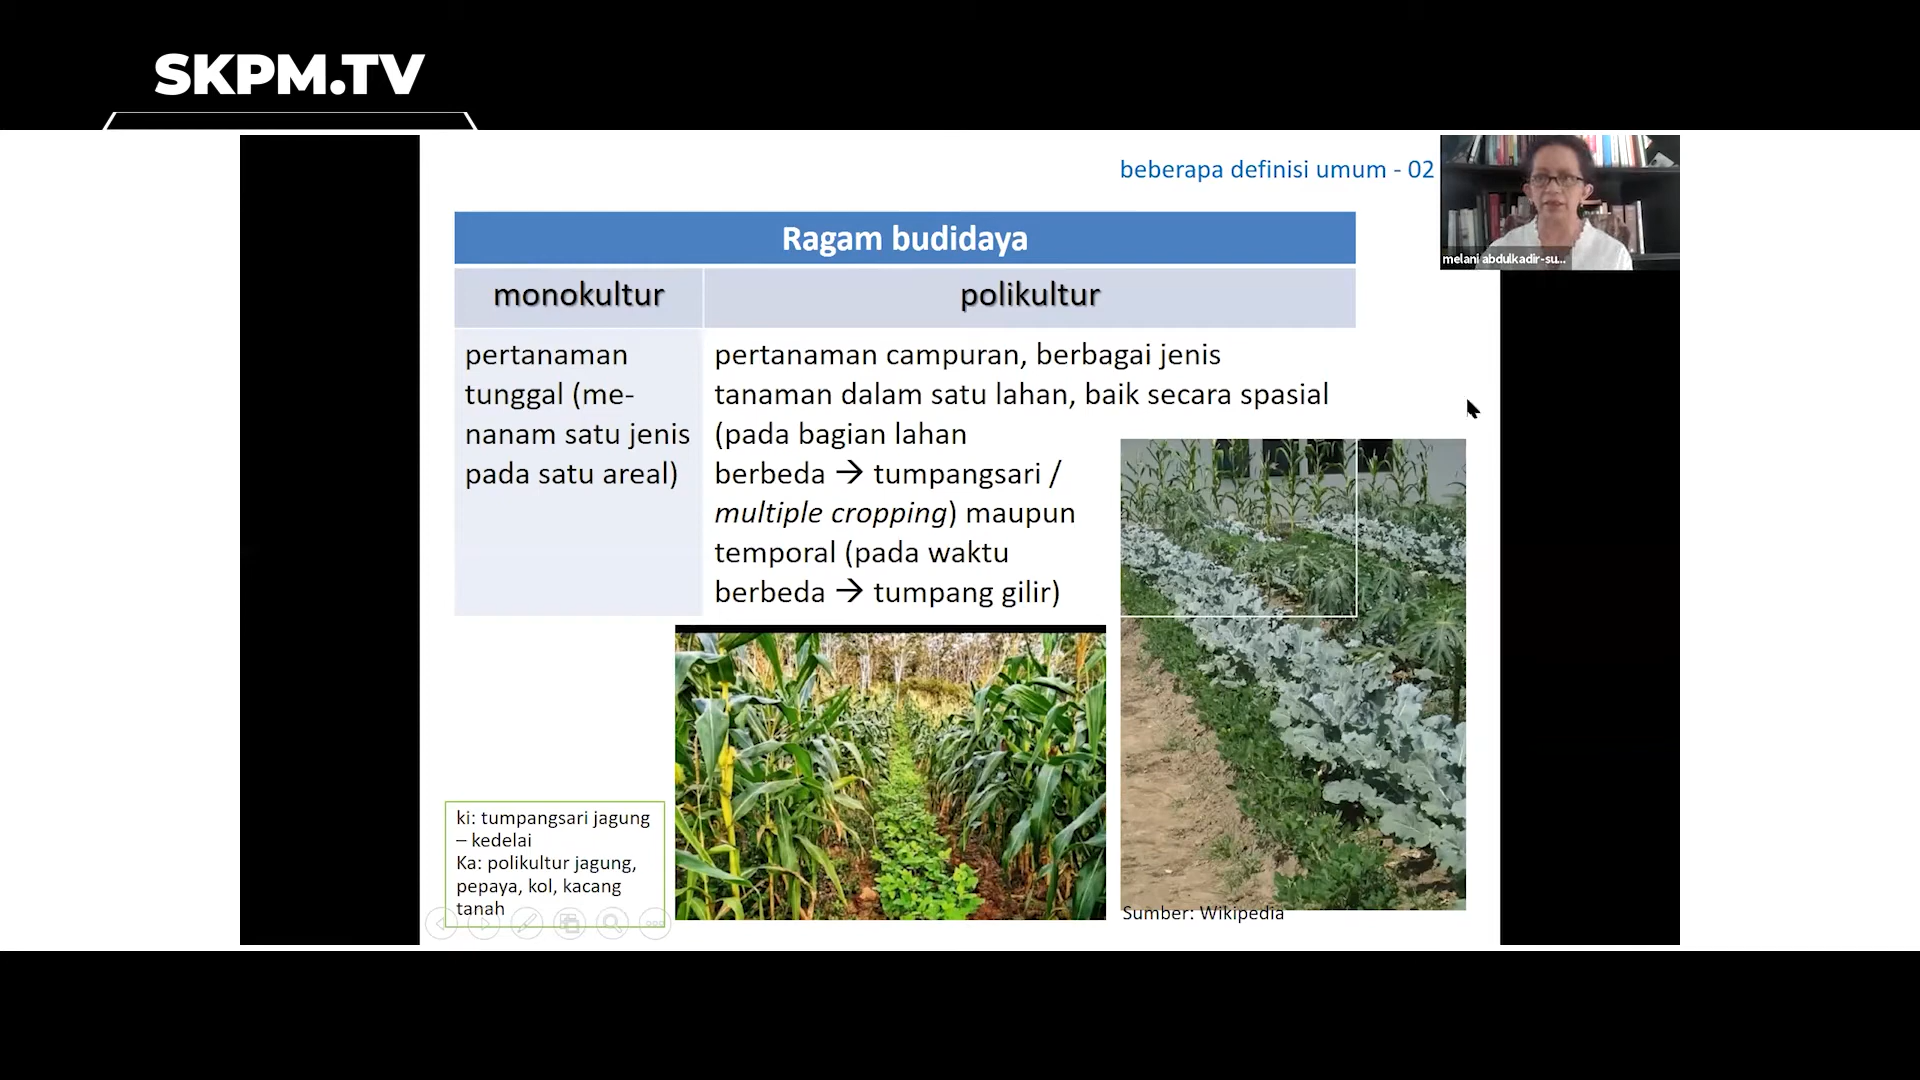 SKPM.TV
beberapa definisi umum - 02
melani abdulkadir-su...
Ragam budidaya
monokultur
polikultur
pertanaman
tunggal (me-
nanam satu jenis
pada satu areal)
pertanaman campuran, berbagai jenis
tanaman dalam satu lahan, baik secara spasial
(pada bagian lahan
berbeda → tumpangsari /
multiple cropping) maupun
temporal (pada waktu
berbeda → tumpang gilir)
ki: tumpangsari jagung
– kedelai
Ka: polikultur jagung,
pepaya, kol, kacang
tanah
Sumber: Wikipedia